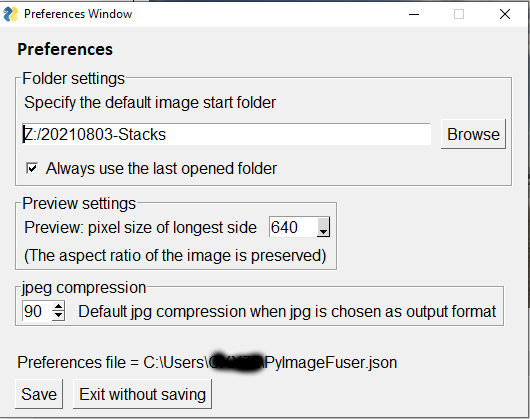 Preferences Window
Preferences
Folder settings
Specify the default image start folder
Z:/20210803-Stacks
Browse
Always use the last opened folder
Preview settings
Preview: pixel size of longest side 640
(The aspect ratio of the image is preserved)
jpeg compression
90 Default jpg compression when jpg is chosen as output format
Preferences file = C:\Users\ \PyImageFuser.json
Save Exit without saving